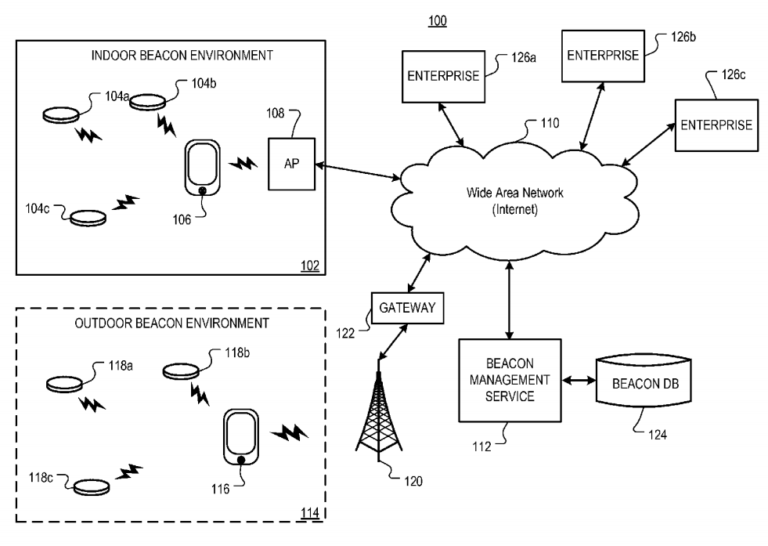 100
INDOOR BEACON ENVIRONMENT
104a
104b
108
AP
106
104c
102
126a
ENTERPRISE
126b
ENTERPRISE
126c
ENTERPRISE
110
Wide Area Network
(Internet)
GATEWAY
122
OUTDOOR BEACON ENVIRONMENT
118a
118b
118c
116
114
120
BEACON
MANAGEMENT
SERVICE
112
BEACON DB
124